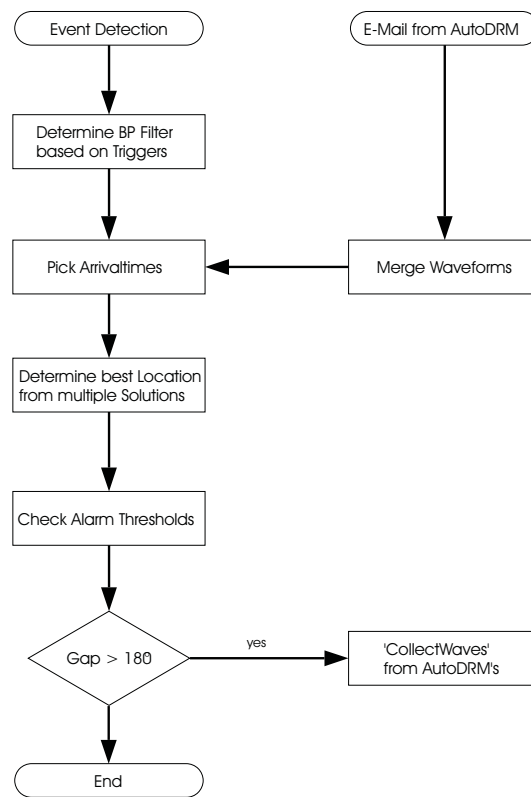 Event Detection
E-Mail from AutoDRM
Determine BP Filter
based on Triggers
Pick Arrivaltimes
Merge Waveforms
Determine best Location
from multiple Solutions
Check Alarm Thresholds
Gap > 180
yes
'CollectWaves'
from AutoDRM's
End